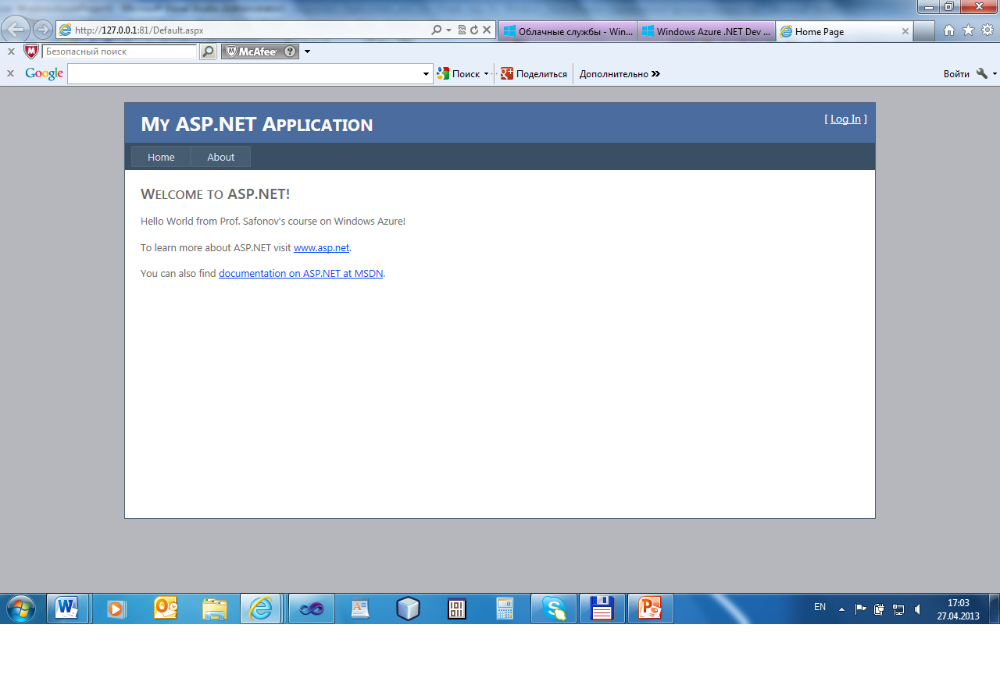 http://127.0.0.1:81/Default.aspx
Облачные службы - Win...
Windows Azure .NET Dev ...
Home Page
Безопасный поиск
McAfee
Google
Поиск
Поделиться
Дополнительно
Войти
My ASP.NET Application
[ Log In ]
Home
About
Welcome to ASP.NET!
Hello World from Prof. Safonov's course on Windows Azure!
To learn more about ASP.NET visit www.asp.net.
You can also find documentation on ASP.NET at MSDN.
EN
17:03
27.04.2013